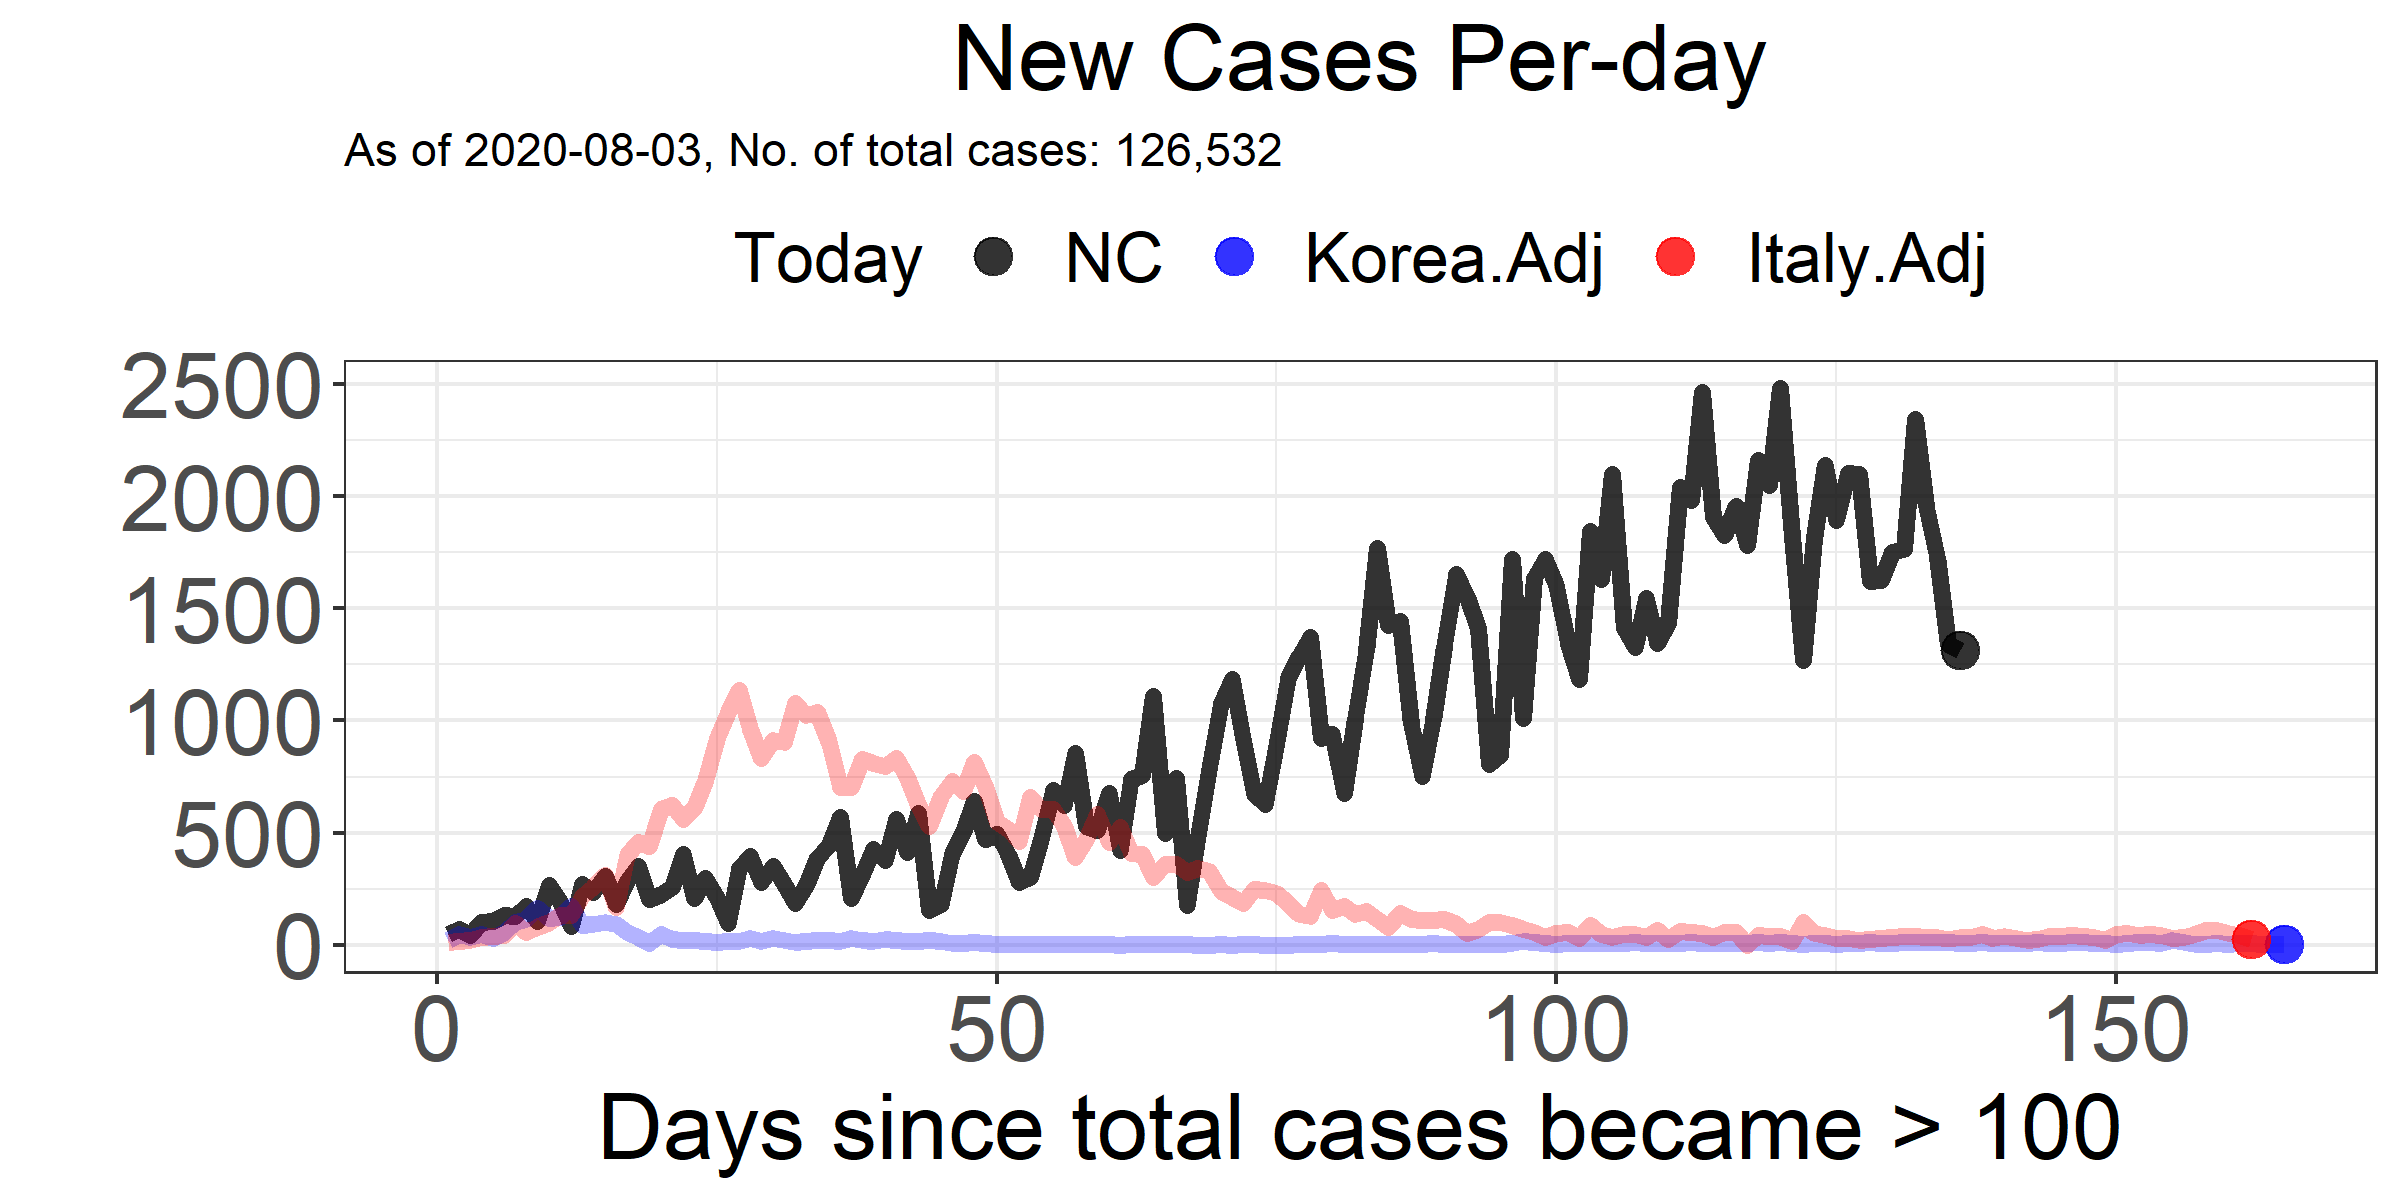 New Cases Per-day
As of 2020-08-03, No. of total cases: 126,532
Today NC Korea.Adj Italy.Adj
2500
2000
1500
1000
500
0
0 50 100 150
Days since total cases became > 100